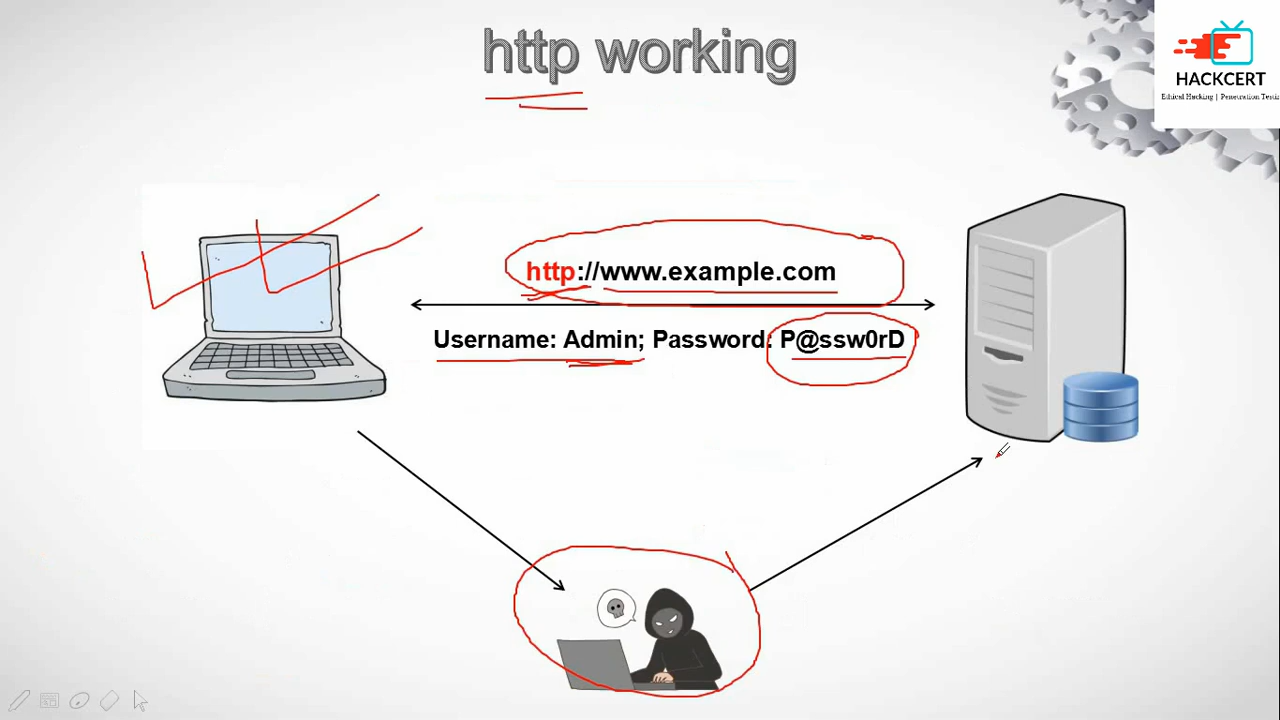 http working
HACKCERT
Ethical Hacking | Penetration Testi
http://www.example.com
Username: Admin; Password: P@ssw0rD